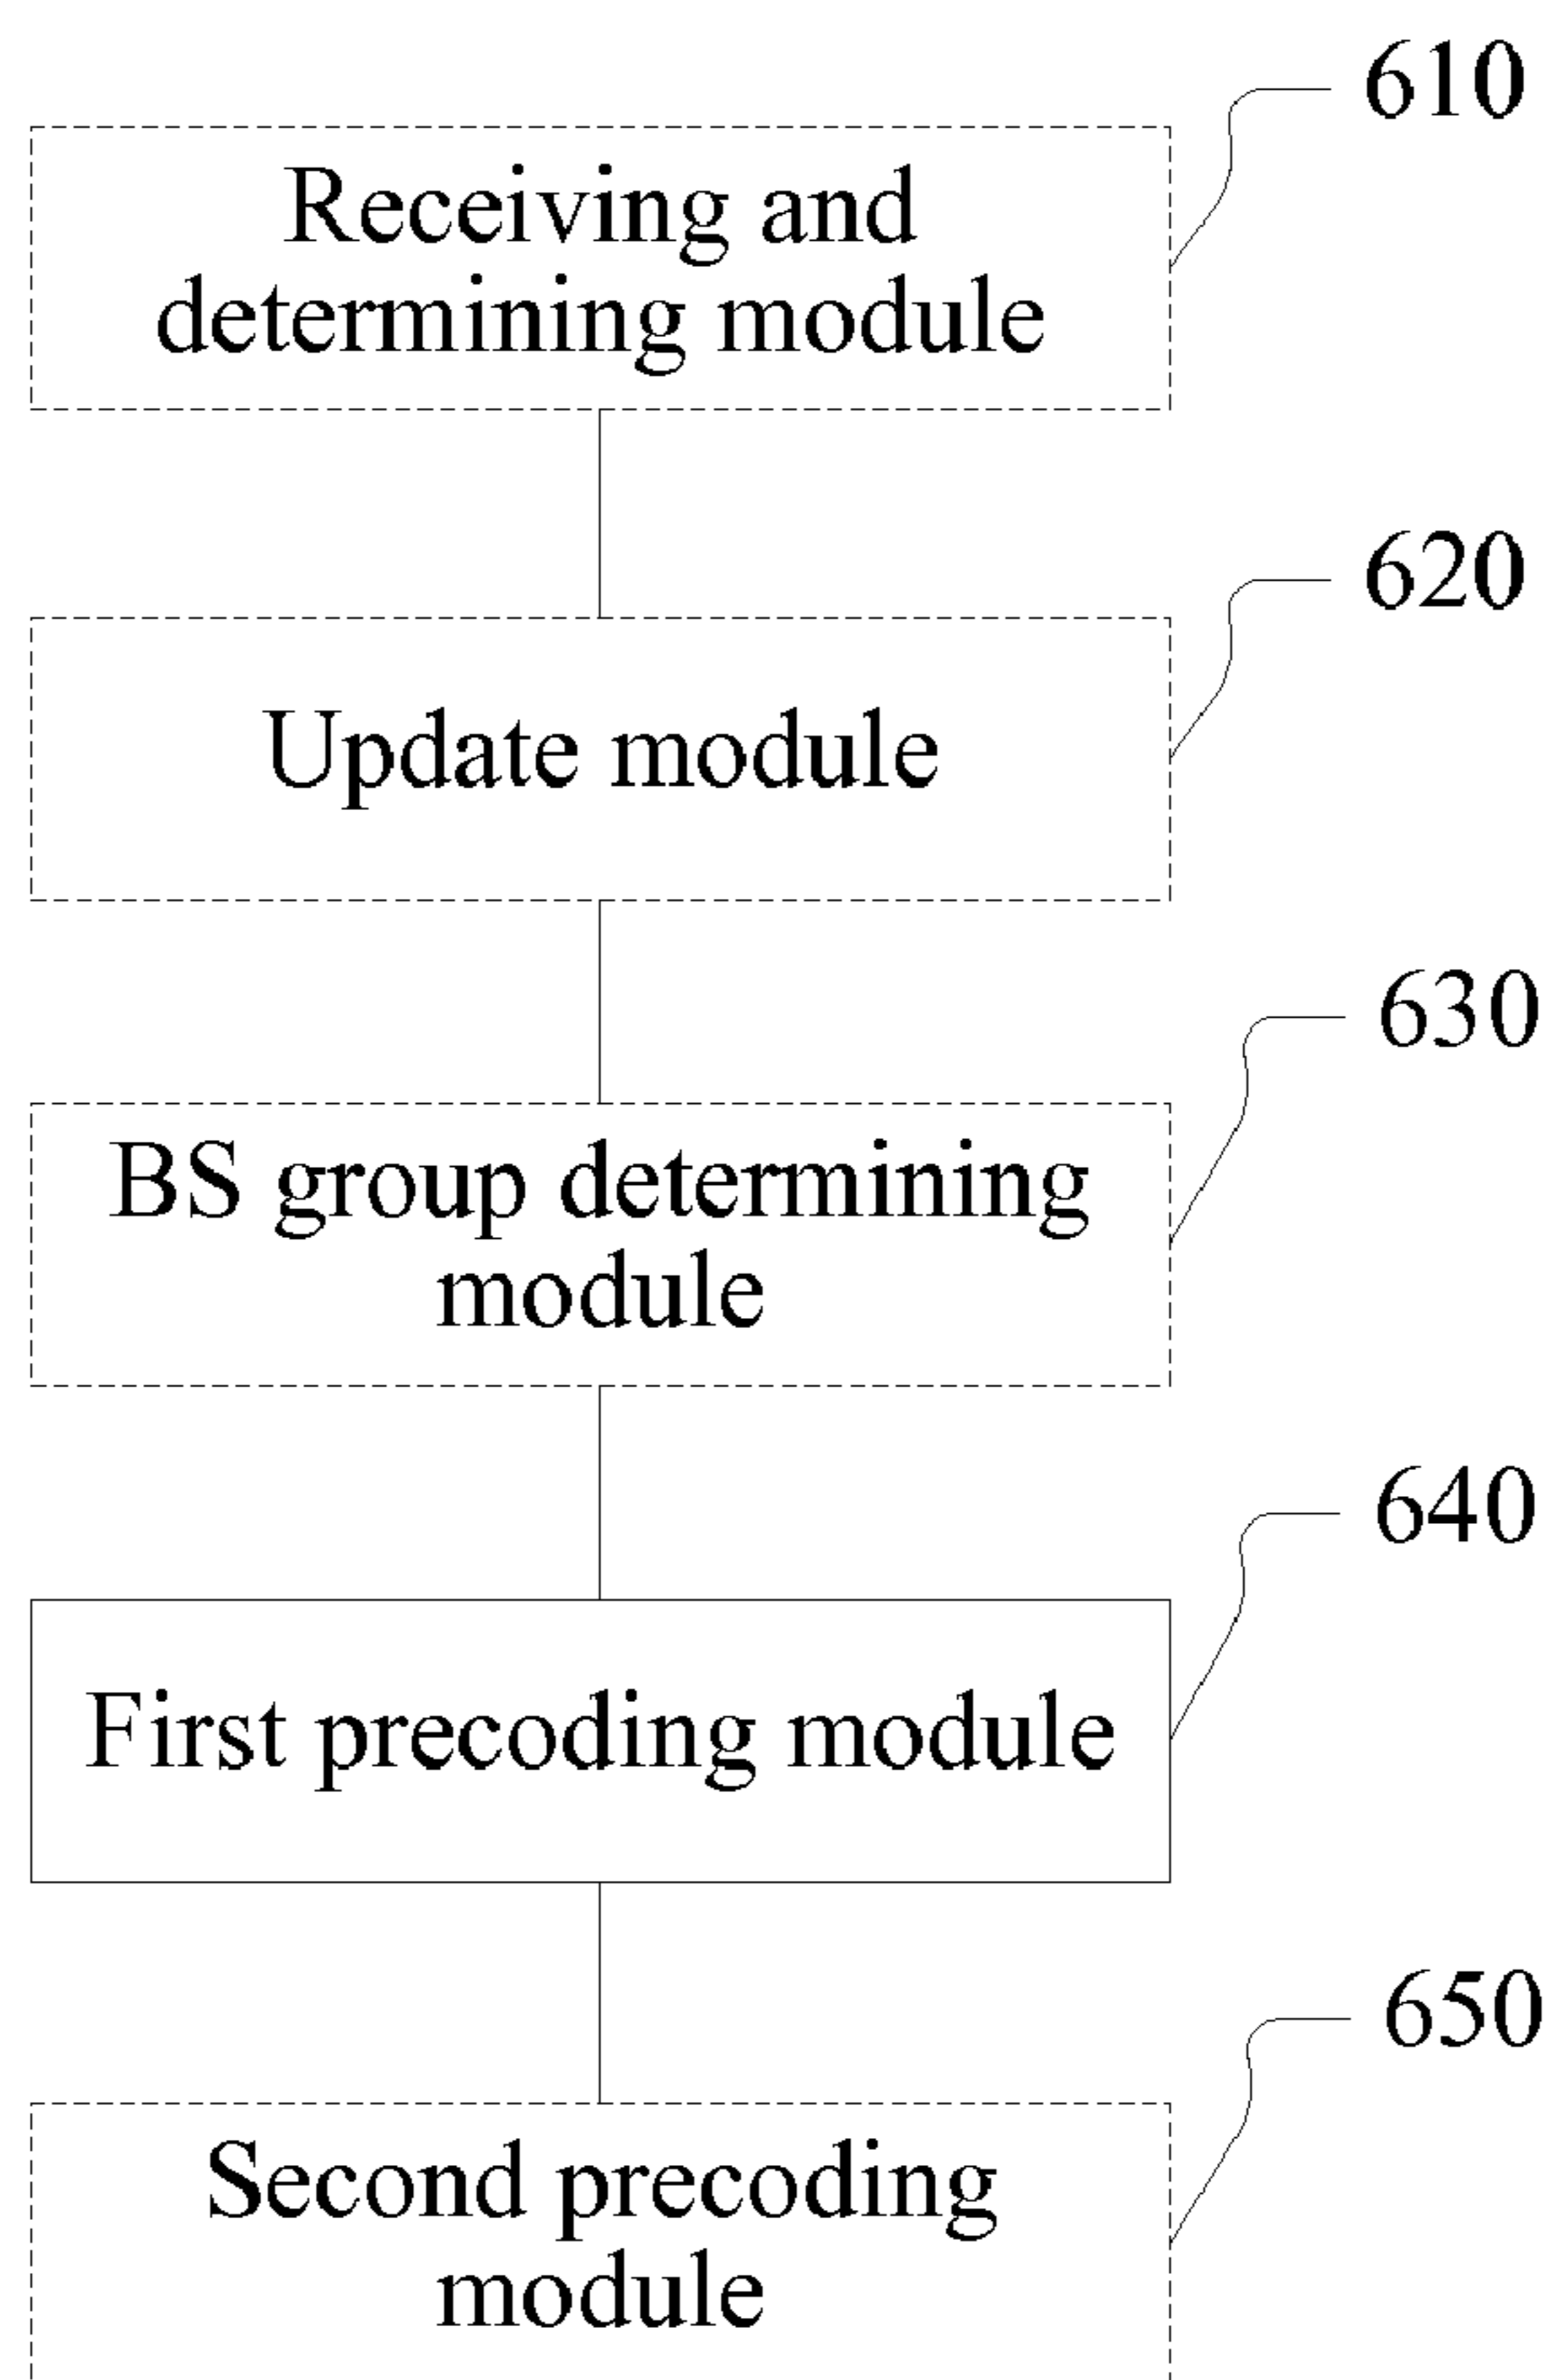 610
Receiving and
determining module
620
Update module
630
BS group determining
module
640
First precoding module
650
Second precoding
module